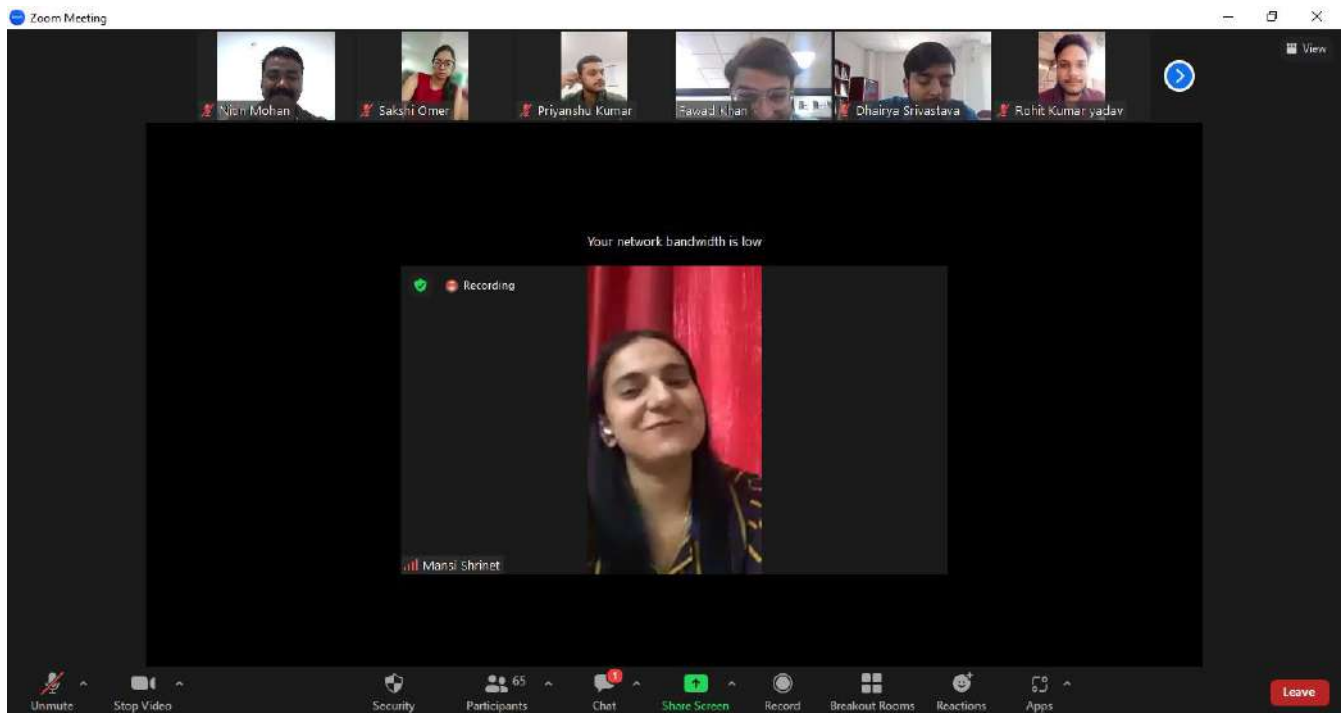 Zoom Meeting
View
Mohan
Sakshi Omer
Priyanshu Kumar
Fawad Khan
Dhairya Srivastava
Rohit Kumar yadav
Your network bandwidth is low
Recording
Mansi Shrinet
65
1
Unmute
Stop Video
Security
Participants
Chat
Share Screen
Record
Breakout Rooms
Reactions
Apps
Leave